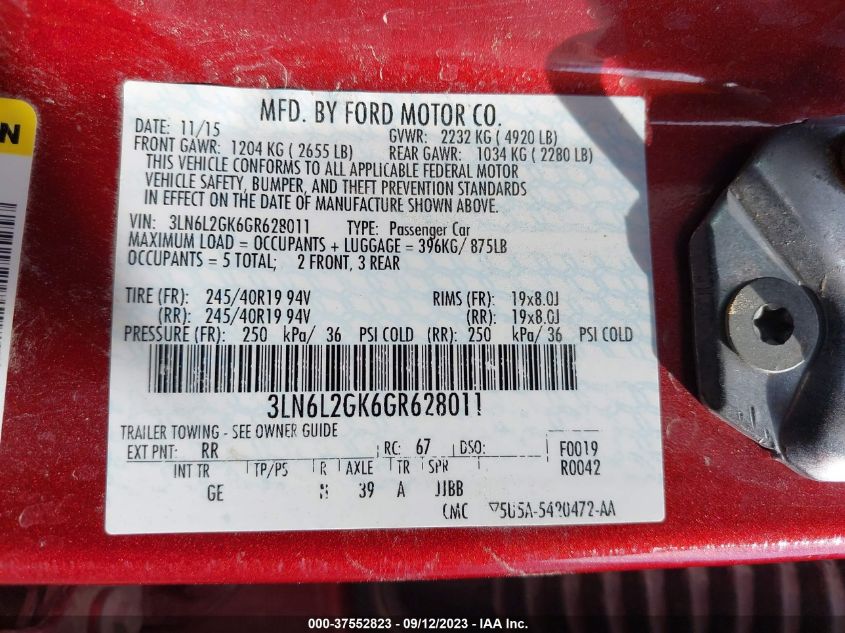 MFD. BY FORD MOTOR CO.
DATE: 11/15 GVWR: 2232 KG ( 4920 LB)
FRONT GAWR: 1204 KG ( 2655 LB) REAR GAWR: 1034 KG ( 2280 LB)
THIS VEHICLE CONFORMS TO ALL APPLICABLE FEDERAL MOTOR
VEHICLE SAFETY, BUMPER, AND THEFT PREVENTION STANDARDS
IN EFFECT ON THE DATE OF MANUFACTURE SHOWN ABOVE.
VIN: 3LN6L2GK6GR628011 TYPE: Passenger Car
MAXIMUM LOAD = OCCUPANTS + LUGGAGE = 396KG/ 875LB
OCCUPANTS = 5 TOTAL; 2 FRONT, 3 REAR
TIRE (FR): 245/40R19 94V RIMS (FR): 19x8.0J
(RR): 245/40R19 94V (RR): 19x8.0J
PRESSURE (FR): 250 kPa/ 36 PSI COLD (RR): 250 kPa/ 36 PSI COLD
3LN6L2GK6GR628011
TRAILER TOWING - SEE OWNER GUIDE
EXT PNT: RR RC: 67 DSO: F0019
INT TR TP/PS R AXLE TR SPR R0042
GE 39 A JJBB
000-37552823 - 09/12/2023 - IAA Inc.